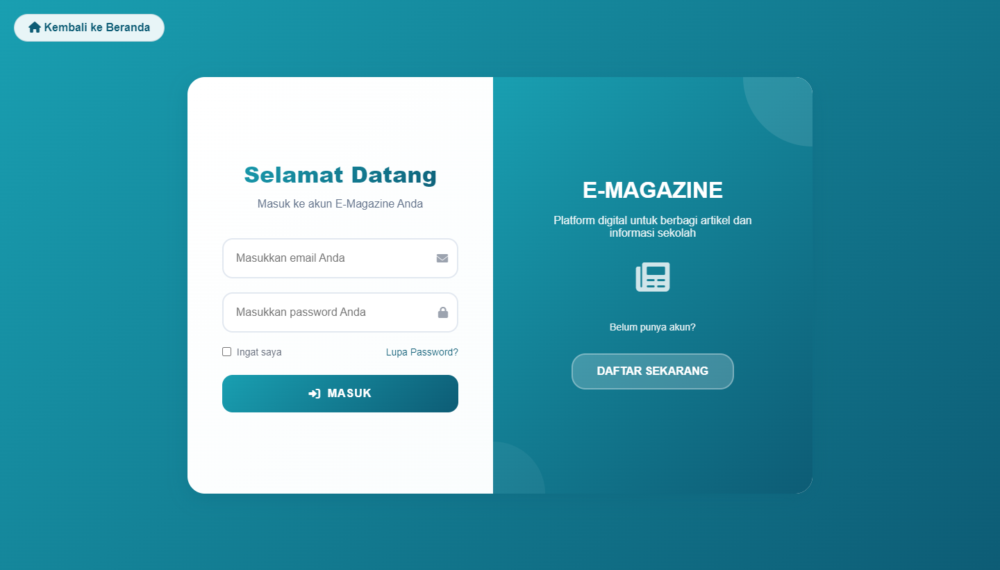 Kembali ke Beranda
Selamat Datang
Masuk ke akun E-Magazine Anda
Masukkan email Anda
Masukkan password Anda
Ingat saya
Lupa Password?
MASUK
E-MAGAZINE
Platform digital untuk berbagi artikel dan
informasi sekolah
Belum punya akun?
DAFTAR SEKARANG